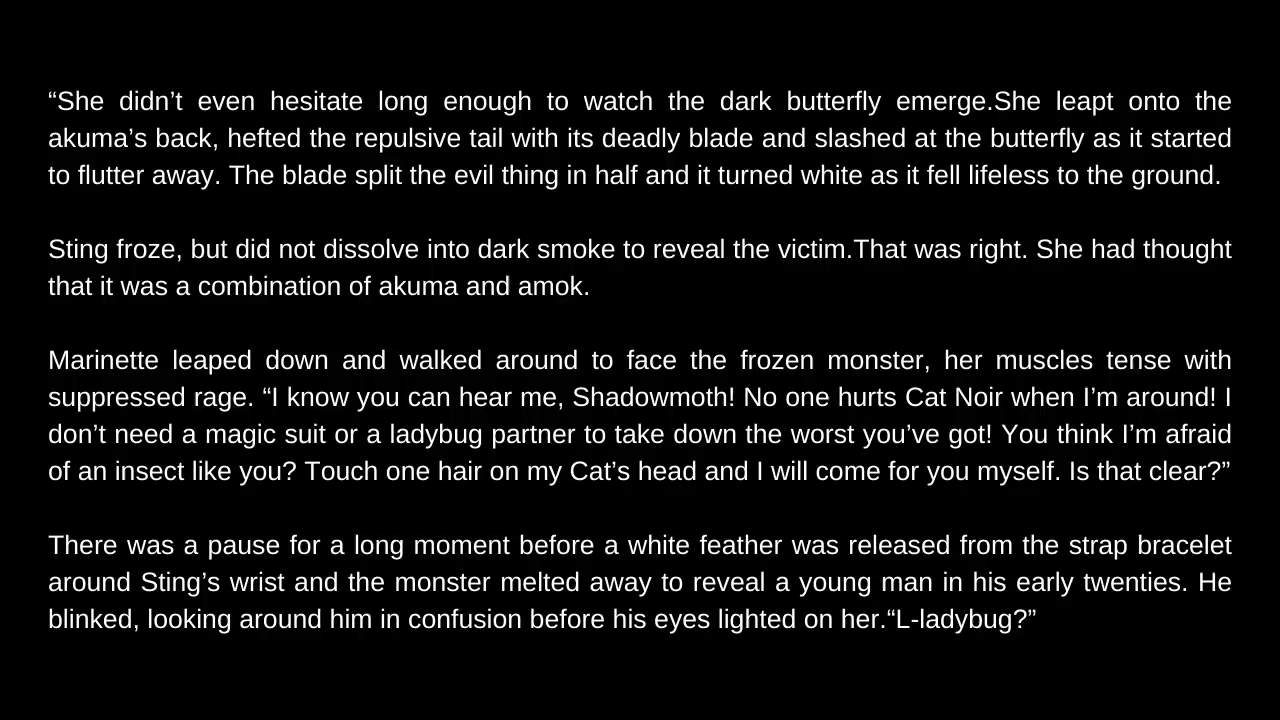 “She didn’t even hesitate long enough to watch the dark butterfly emerge.She leapt onto the
akuma’s back, hefted the repulsive tail with its deadly blade and slashed at the butterfly as it started
to flutter away. The blade split the evil thing in half and it turned white as it fell lifeless to the ground.
Sting froze, but did not dissolve into dark smoke to reveal the victim.That was right. She had thought
that it was a combination of akuma and amok.
Marinette leaped down and walked around to face the frozen monster, her muscles tense with
suppressed rage. “I know you can hear me, Shadowmoth! No one hurts Cat Noir when I’m around! I
don’t need a magic suit or a ladybug partner to take down the worst you’ve got! You think I’m afraid
of an insect like you? Touch one hair on my Cat’s head and I will come for you myself. Is that clear?”
There was a pause for a long moment before a white feather was released from the strap bracelet
around Sting’s wrist and the monster melted away to reveal a young man in his early twenties. He
blinked, looking around him in confusion before his eyes lighted on her.“L-ladybug?”